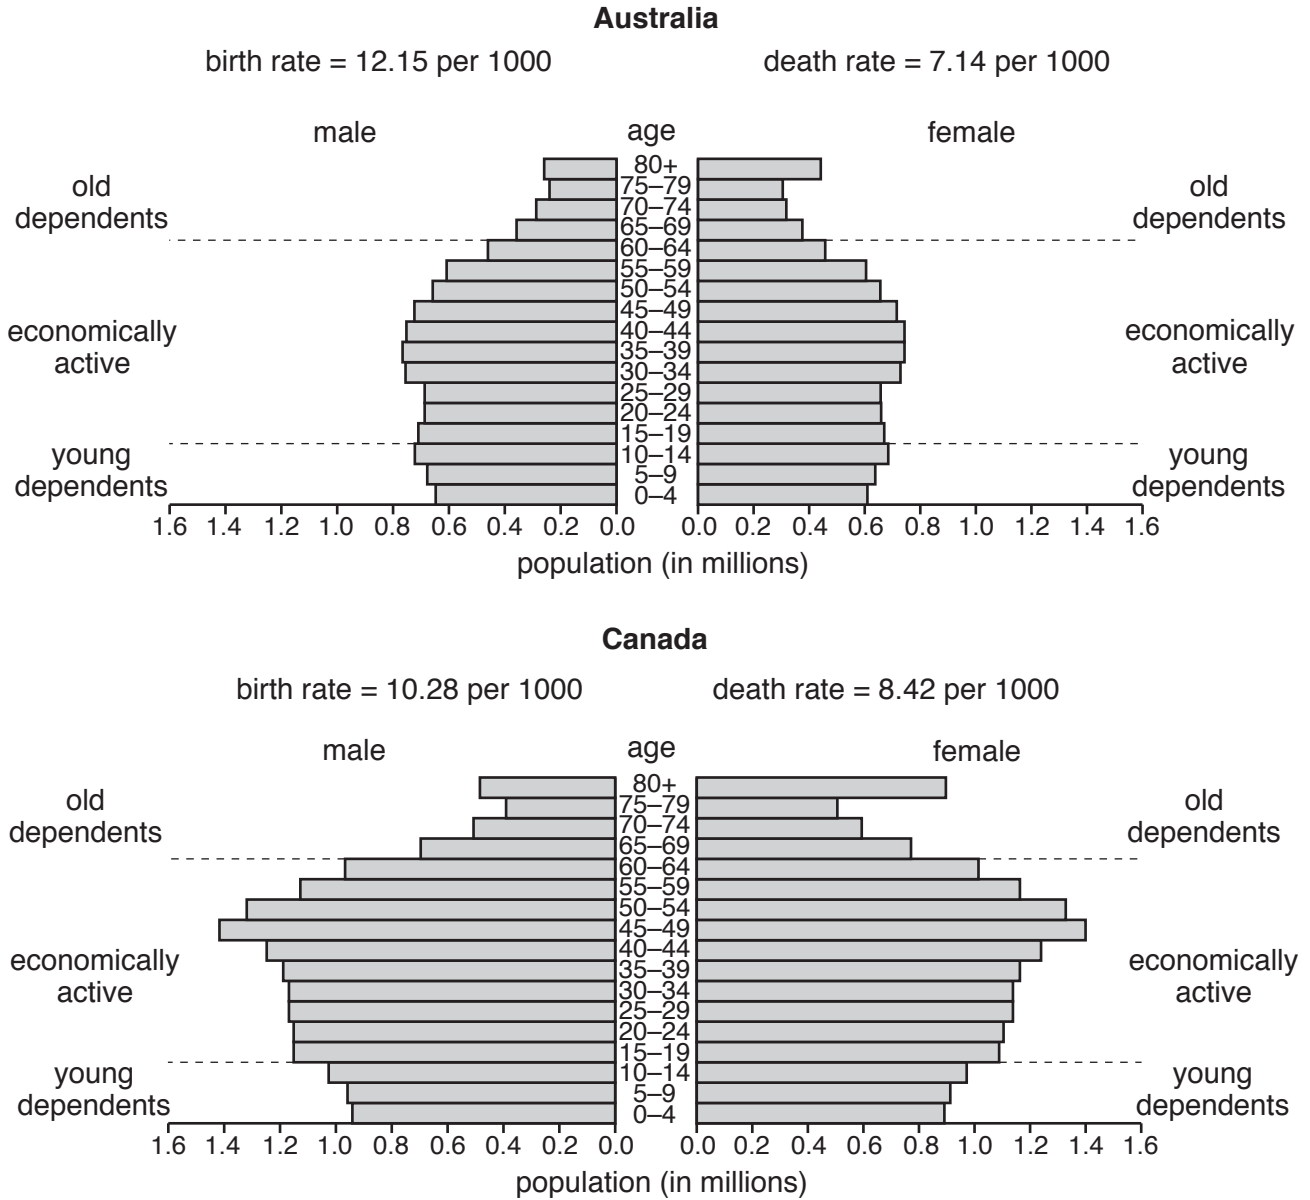 Australia
birth rate = 12.15 per 1000 death rate = 7.14 per 1000
male age female
80+
75–79
70–74
65–69
60–64
55–59
50–54
45–49
40–44
35–39
30–34
25–29
20–24
15–19
10–14
5–9
0–4
old
dependents
economically
active
young
dependents
old
dependents
economically
active
young
dependents
1.6 1.4 1.2 1.0 0.8 0.6 0.4 0.2 0.0 0.0 0.2 0.4 0.6 0.8 1.0 1.2 1.4 1.6
population (in millions)
Canada
birth rate = 10.28 per 1000 death rate = 8.42 per 1000
male age female
80+
75–79
70–74
65–69
60–64
55–59
50–54
45–49
40–44
35–39
30–34
25–29
20–24
15–19
10–14
5–9
0–4
old
dependents
economically
active
young
dependents
old
dependents
economically
active
young
dependents
1.6 1.4 1.2 1.0 0.8 0.6 0.4 0.2 0.0 0.0 0.2 0.4 0.6 0.8 1.0 1.2 1.4 1.6
population (in millions)